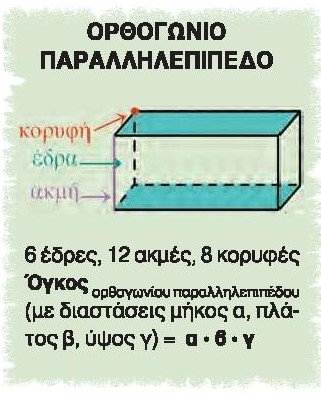 ΟΡΘΟΓΩΝΙΟ
ΠΑΡΑΛΛΗΛΕΠΙΠΕΔΟ
κορυφή
έδρα
ακμή
6 έδρες, 12 ακμές, 8 κορυφές
Όγκος ορθογωνίου παραλληλεπιπέδου
(με διαστάσεις μήκος α, πλά-
τος β, ύψος γ) = α · β · γ